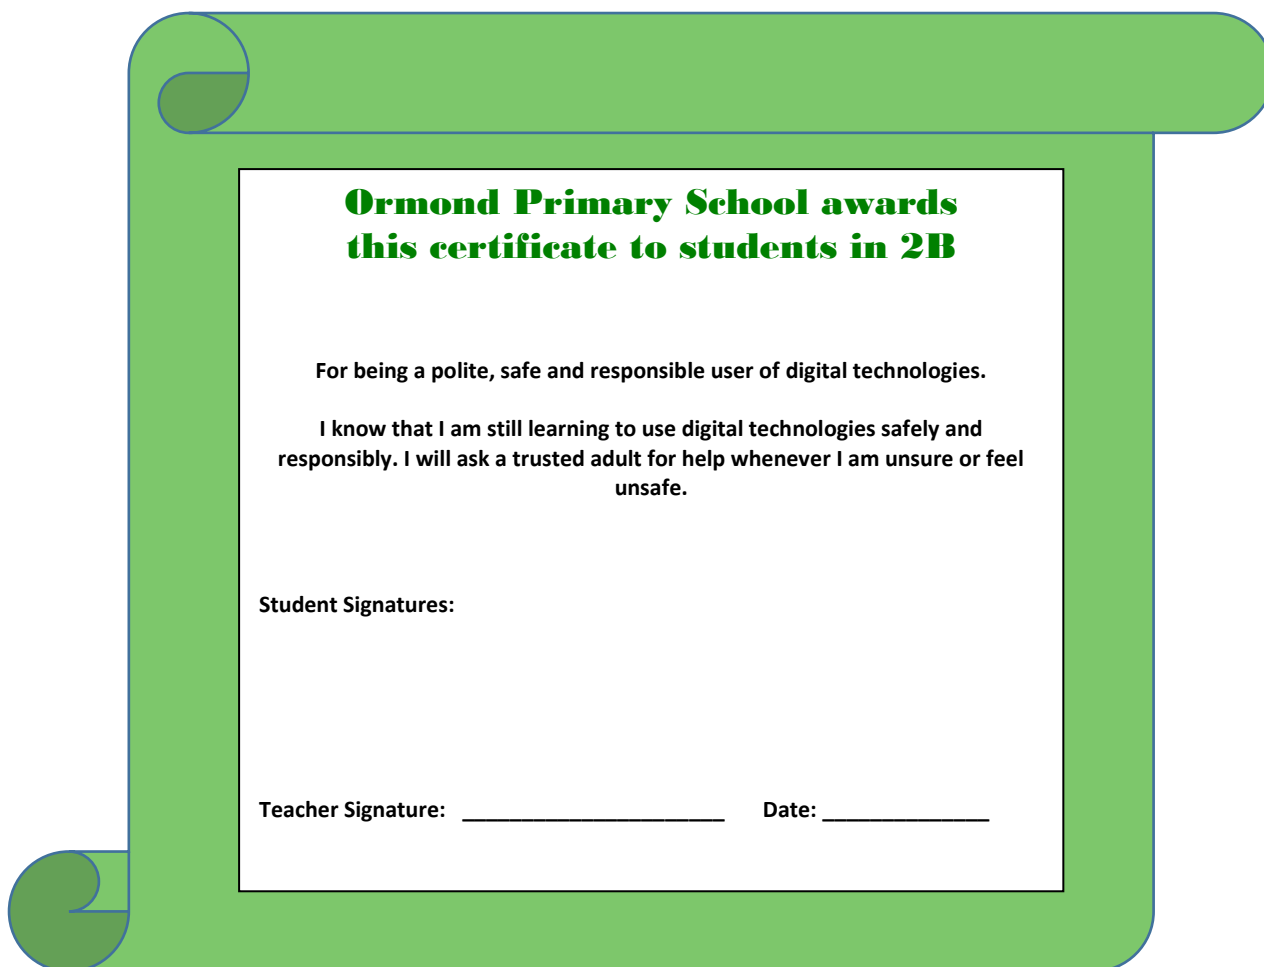 Ormond Primary School awards
this certificate to students in 2B
For being a polite, safe and responsible user of digital technologies.
I know that I am still learning to use digital technologies safely and
responsibly. I will ask a trusted adult for help whenever I am unsure or feel
unsafe.
Student Signatures:
Teacher Signature: ______________________ Date: ______________